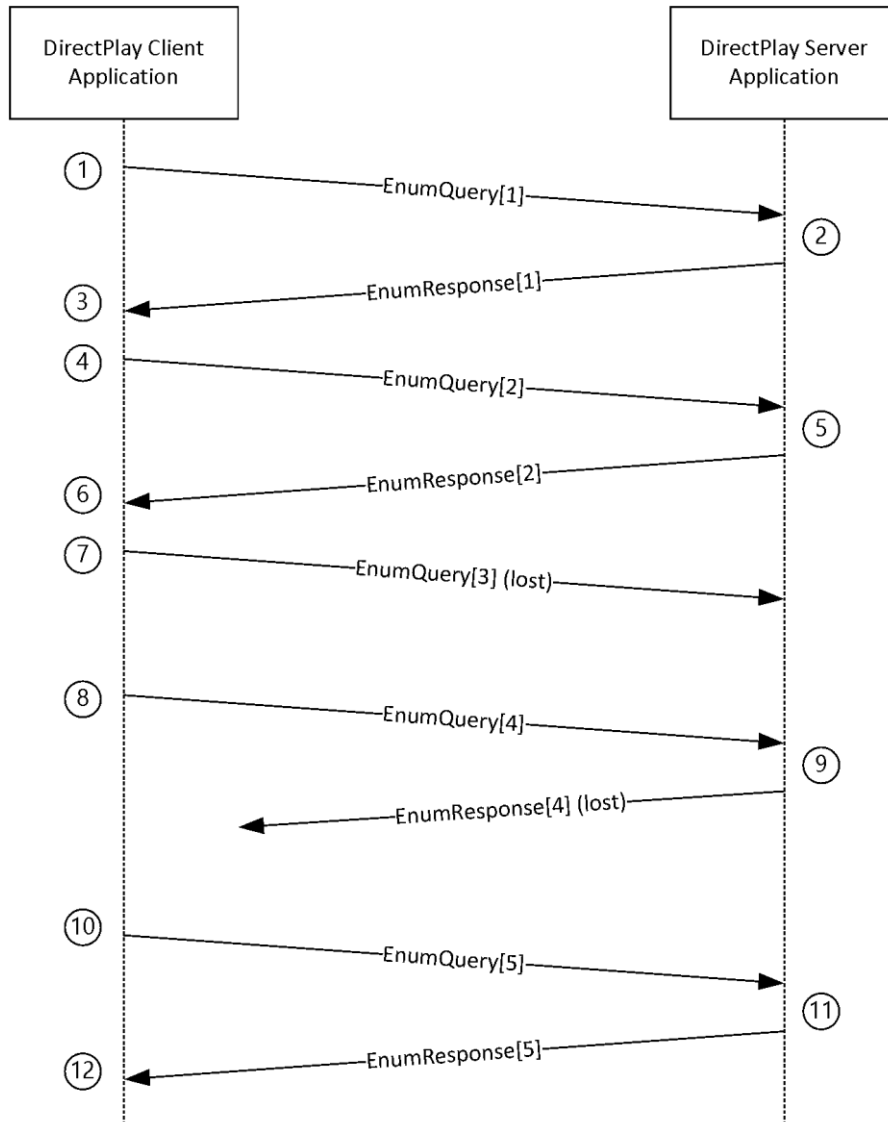 DirectPlay Client
Application
DirectPlay Server
Application
1
EnumQuery[1]
2
EnumResponse[1]
3
4
EnumQuery[2]
5
EnumResponse[2]
6
7
EnumQuery[3] (lost)
8
EnumQuery[4]
9
EnumResponse[4] (lost)
10
EnumQuery[5]
11
EnumResponse[5]
12